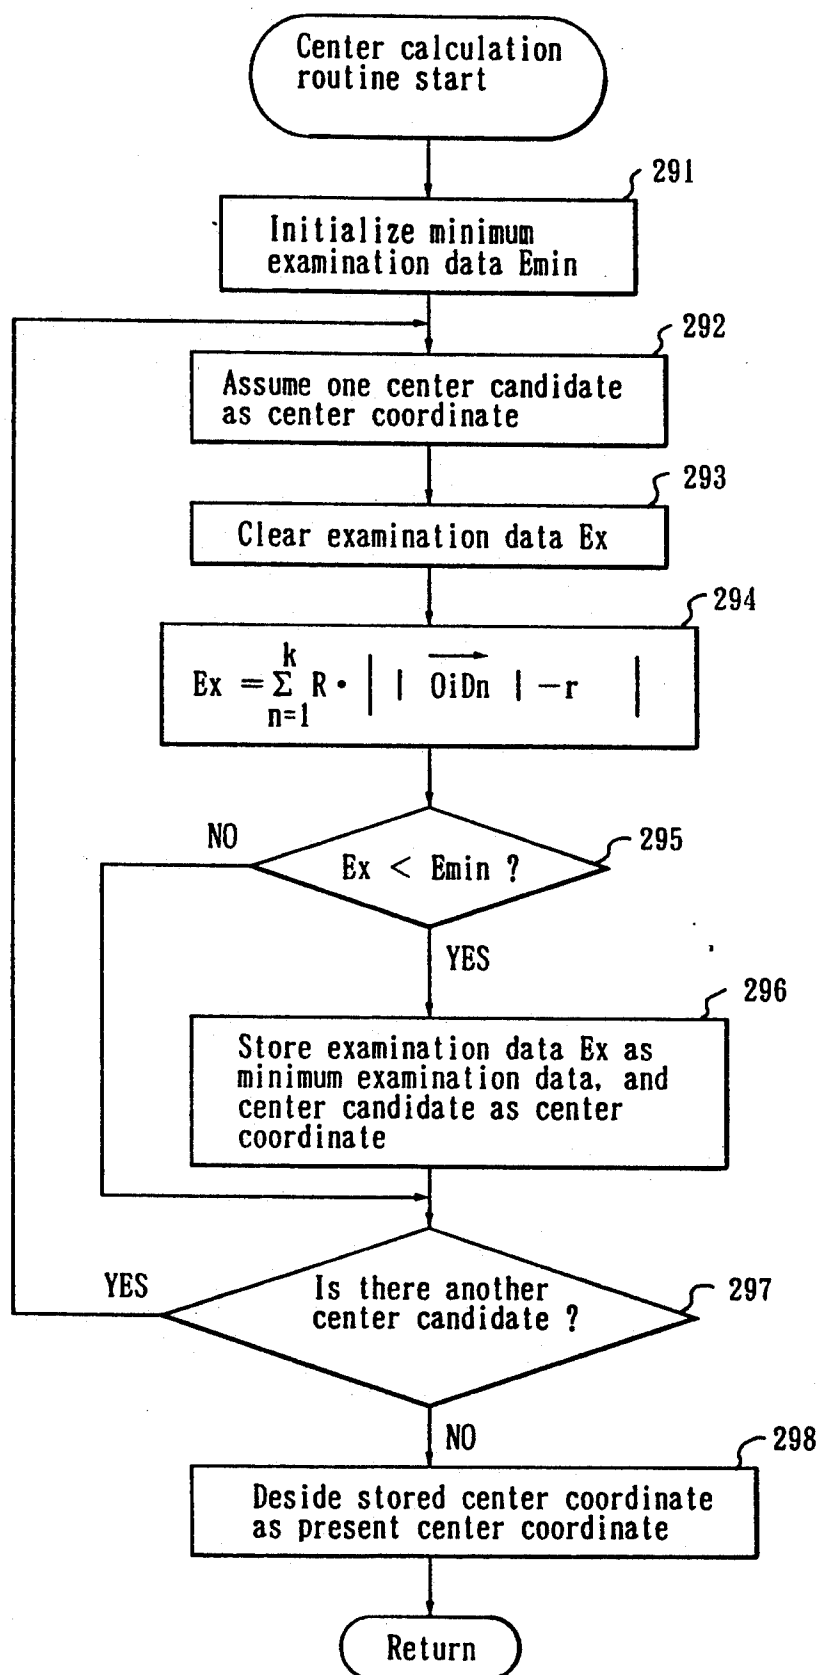 Center calculation
routine start
291
Initialize minimum
examination data Emin
292
Assume one center candidate
as center coordinate
293
Clear examination data Ex
294
Ex = Σ_{n=1}^{k} R・| | \overrightarrow{OiDn} | −r |
NO
295
Ex < Emin ?
YES
296
Store examination data Ex as
minimum examination data, and
center candidate as center
coordinate
YES
Is there another
center candidate ?
297
NO
298
Deside stored center coordinate
as present center coordinate
Return